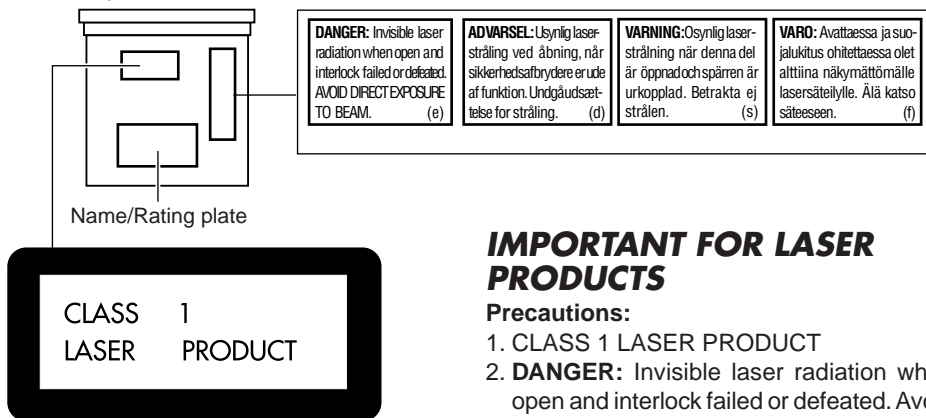 DANGER: Invisible laser
radiation when open and
interlock failed or defeated.
AVOID DIRECT EXPOSURE
TO BEAM. (e)
ADVARSEL: Usynlig laser-
stråling ved åbning, når
sikkerhedsafbrydere er ude
af funktion. Undgåudsæt-
telse for stråling. (d)
VARNING: Osynlig laser-
strålning när denna del
är öppnad och spärren är
urkopplad. Betrakta ej
strålen. (s)
VARO: Avattaessa ja suo-
jalukitus ohitettaessa olet
alttiina näkymättömälle
lasersäteilylle. Älä katso
säteeseen. (f)
Name/Rating plate
CLASS 1
LASER PRODUCT
IMPORTANT FOR LASER
PRODUCTS
Precautions:
1. CLASS 1 LASER PRODUCT
2. DANGER: Invisible laser radiation wh
open and interlock failed or defeated. Avo